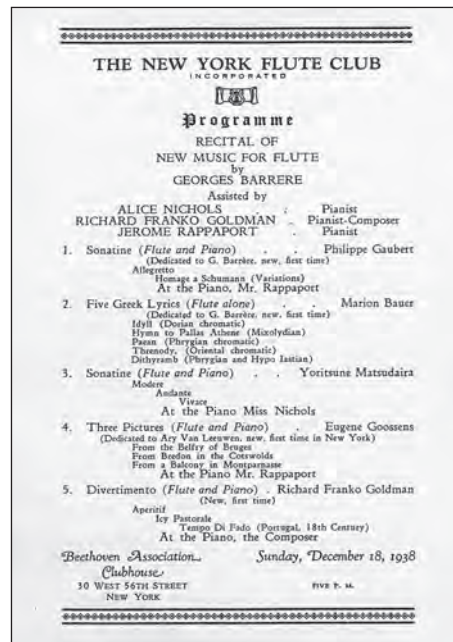 THE NEW YORK FLUTE CLUB
INCORPORATED
Programme
RECITAL OF
NEW MUSIC FOR FLUTE
by
GEORGES BARRERE
Assisted by
ALICE NICHOLS . Pianist
RICHARD FRANKO GOLDMAN . Pianist-Composer
JEROME RAPPAPORT . Pianist
1. Sonatine (Flute and Piano) . . Philippe Gaubert
(Dedicated to G. Barrère, new, first time)
Allegretto
Homage a Schumann (Variations)
At the Piano, Mr. Rappaport
2. Five Greek Lyrics (Flute alone) . . Marion Bauer
(Dedicated to G. Barrère, new, first time)
Idyll (Dorian chromatic)
Hymn to Pallas Athene (Mixolydian)
Paean (Phrygian chromatic)
Threnody, (Oriental chromatic)
Dithyramb (Phrygian and Hypo Iastian)
3. Sonatine (Flute and Piano) . . Yoritsune Matsudaira
Modere
Andante
Vivace
At the Piano Miss Nichols
4. Three Pictures (Flute and Piano) . Eugene Goossens
(Dedicated to Ary Van Leeuwen, new, first time in New York)
From the Belfry of Bruges
From Bredon in the Cotswolds
From a Balcony in Montparnasse
At the Piano Mr. Rappaport
5. Divertimento (Flute and Piano) . Richard Franko Goldman
(New, first time)
Aperitif
Icy Pastorale
Tempo Di Fado (Portugal, 18th Century)
At the Piano, the Composer
Beethoven Association Sunday, December 18, 1938
Clubhouse
30 WEST 56TH STREET FIVE P. M.
NEW YORK